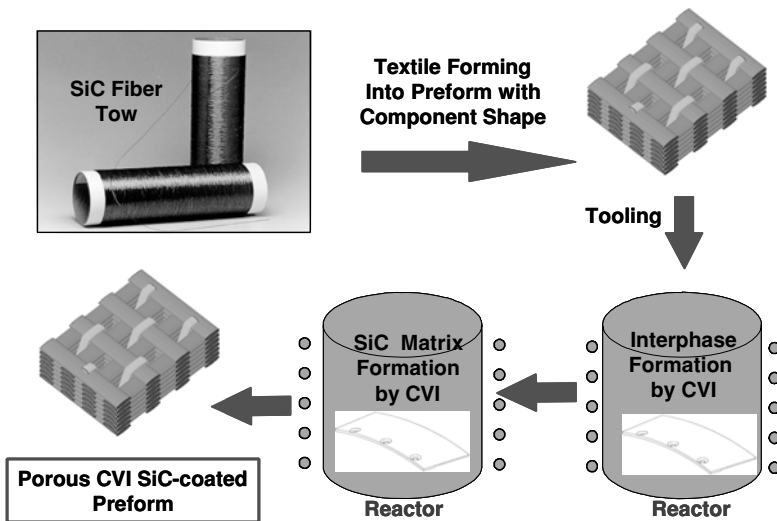 SiC Fiber
Tow
Textile Forming
Into Preform with
Component Shape
Tooling
Interphase
Formation
by CVI
Reactor
SiC Matrix
Formation
by CVI
Reactor
Porous CVI SiC-coated
Preform